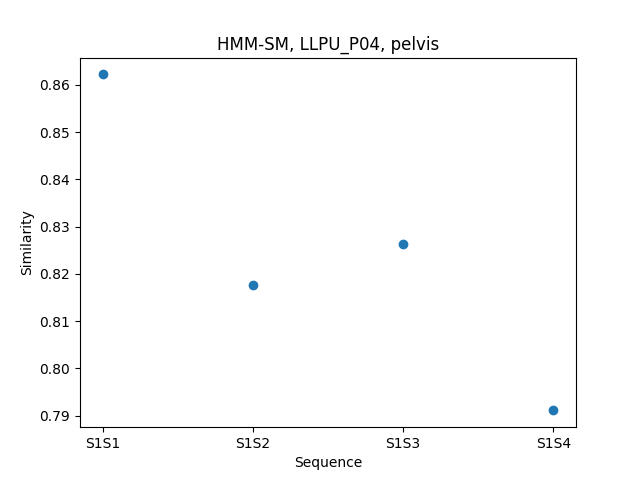 HMM-SM, LLPU_P04, pelvis
0.86
0.85
0.84
0.83
0.82
0.81
0.80
0.79
Similarity
S1S1 S1S2 S1S3 S1S4
Sequence